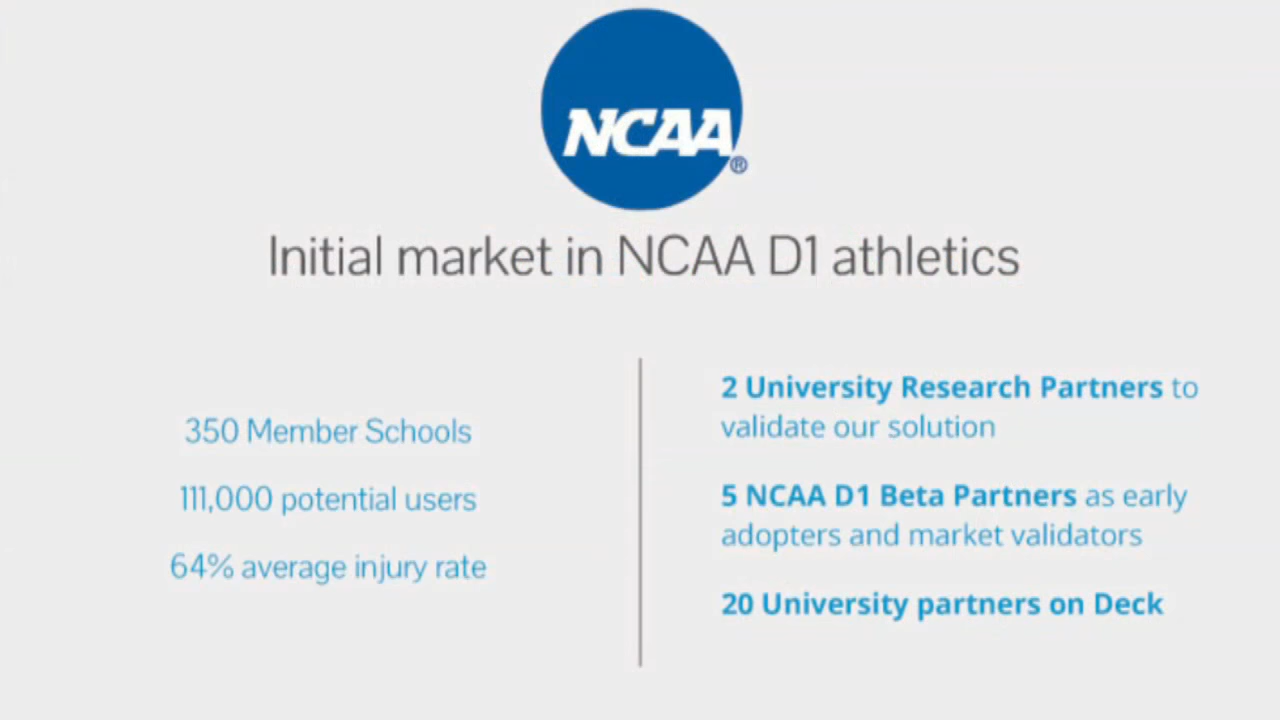 NCAA®
Initial market in NCAA D1 athletics
350 Member Schools
111,000 potential users
64% average injury rate
2 University Research Partners to
validate our solution
5 NCAA D1 Beta Partners as early
adopters and market validators
20 University partners on Deck